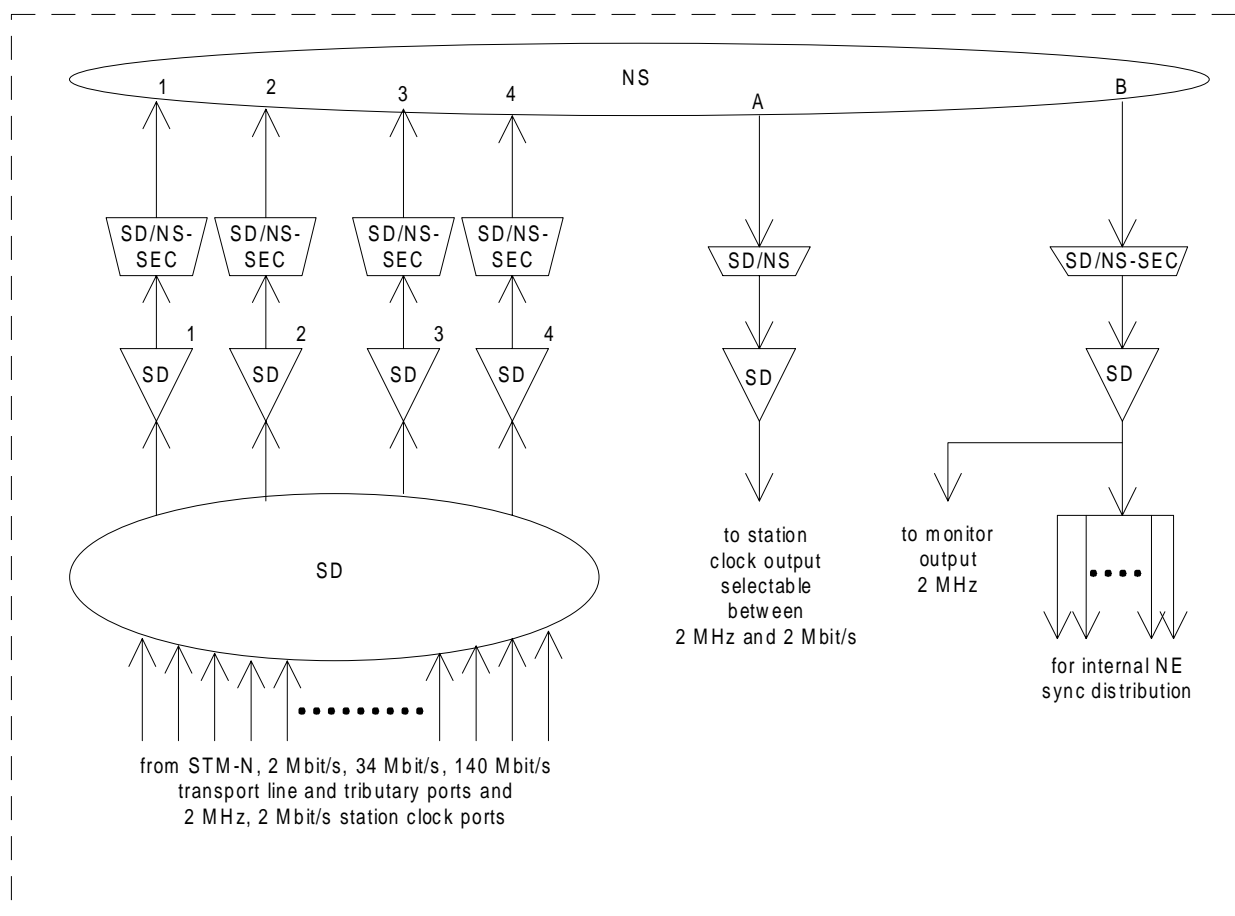 NS
1
2
3
4
A
B
SD/NS-
SEC
SD/NS-
SEC
SD/NS-
SEC
SD/NS-
SEC
SD/NS
SD/NS-SEC
1
2
3
4
SD
SD
SD
SD
SD
SD
to station
clock output
selectable
between
2 MHz and 2 Mbit/s
to monitor
output
2 MHz
SD
for internal NE
sync distribution
from STM-N, 2 Mbit/s, 34 Mbit/s, 140 Mbit/s
transport line and tributary ports and
2 MHz, 2 Mbit/s station clock ports